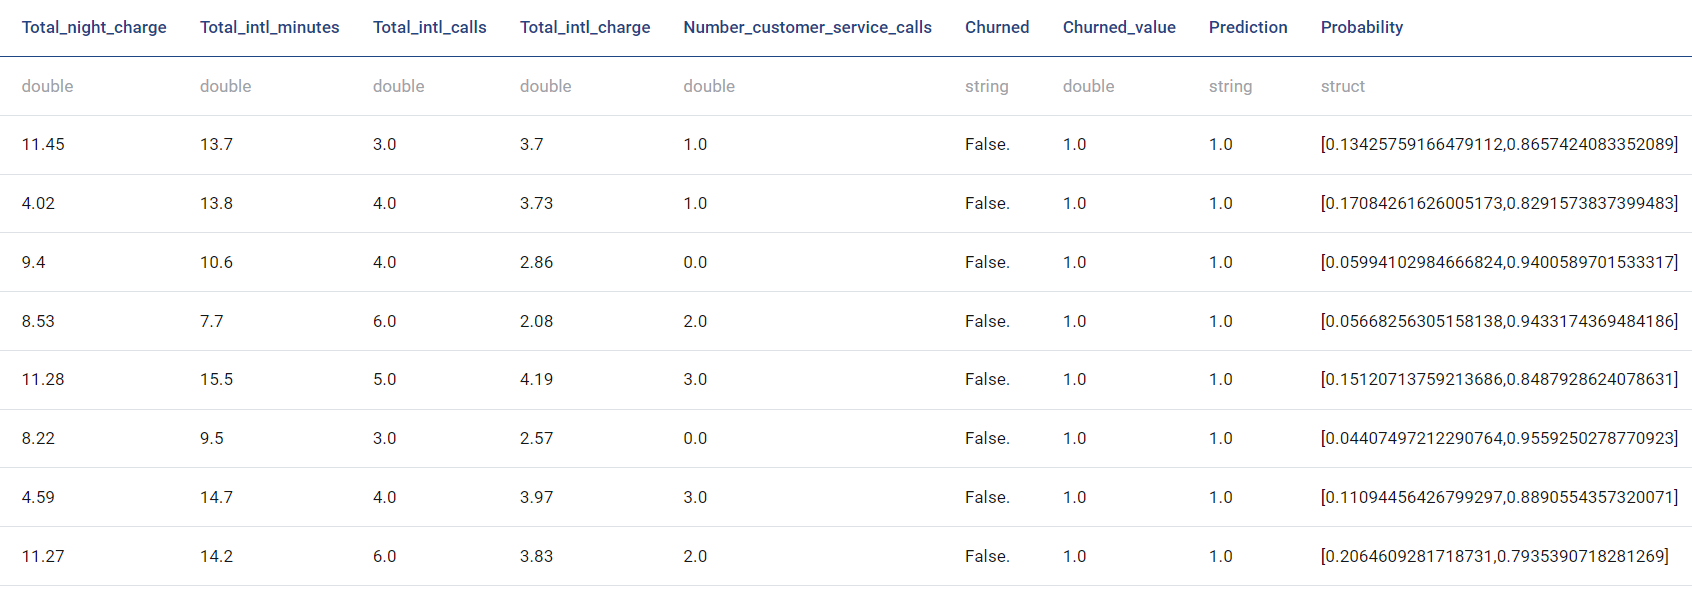 Total_night_charge Total_intl_minutes Total_intl_calls Total_intl_charge Number_customer_service_calls Churned Churned_value Prediction Probability
double double double double double string double string struct
11.45 13.7 3.0 3.7 1.0 False. 1.0 1.0 [0.13425759166479112,0.8657424083352089]
4.02 13.8 4.0 3.73 1.0 False. 1.0 1.0 [0.17084261626005173,0.8291573837399483]
9.4 10.6 4.0 2.86 0.0 False. 1.0 1.0 [0.05994102984666824,0.9400589701533317]
8.53 7.7 6.0 2.08 2.0 False. 1.0 1.0 [0.05668256305158138,0.9433174369484186]
11.28 15.5 5.0 4.19 3.0 False. 1.0 1.0 [0.15120713759213686,0.8487928624078631]
8.22 9.5 3.0 2.57 0.0 False. 1.0 1.0 [0.04407497212290764,0.9559250278770923]
4.59 14.7 4.0 3.97 3.0 False. 1.0 1.0 [0.11094456426799297,0.8890554357320071]
11.27 14.2 6.0 3.83 2.0 False. 1.0 1.0 [0.2064609281718731,0.7935390718281269]